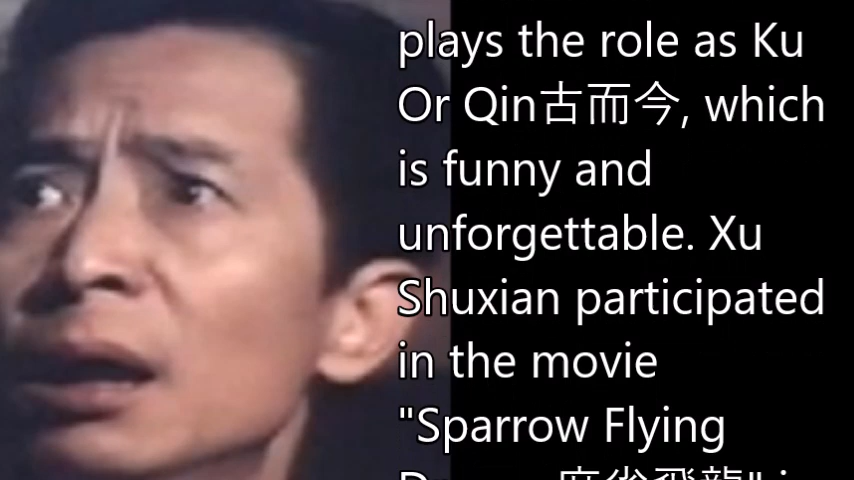 plays the role as Ku
Or Qin古而今, which
is funny and
unforgettable. Xu
Shuxian participated
in the movie
"Sparrow Flying